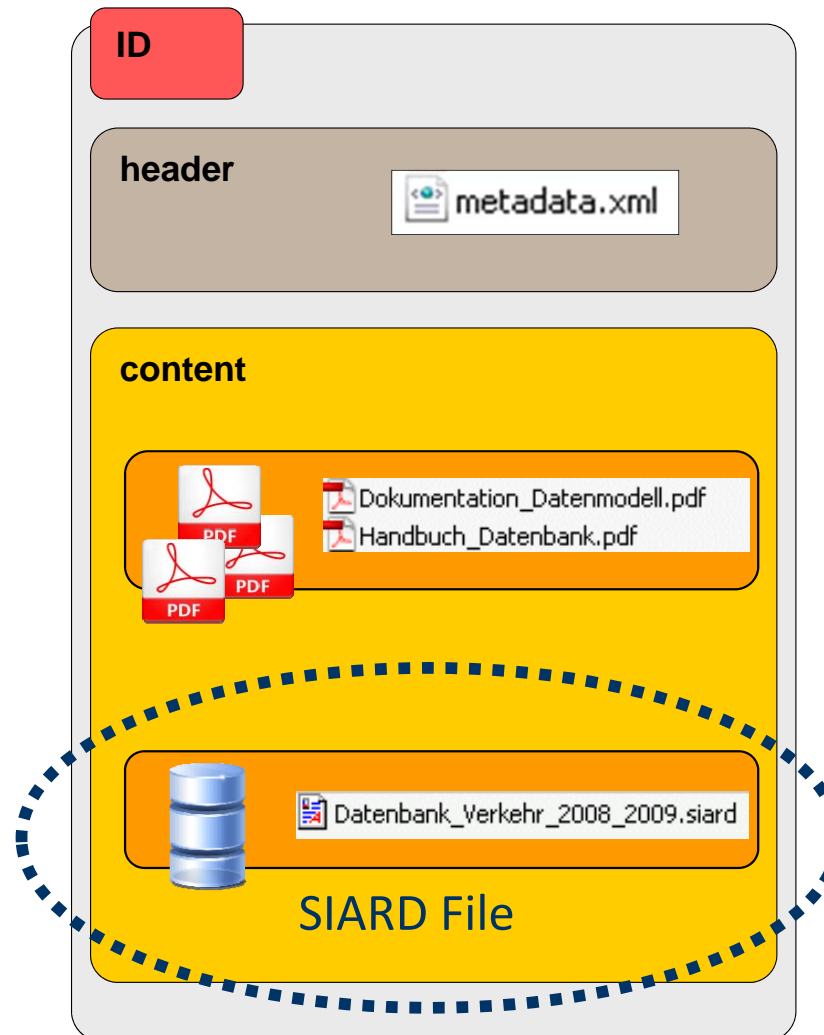 ID
header
metadata.xml
content
PDF
PDF
PDF
Dokumentation_Datenmodell.pdf
Handbuch_Datenbank.pdf
Datenbank_Verkehr_2008_2009.siard
SIARD File